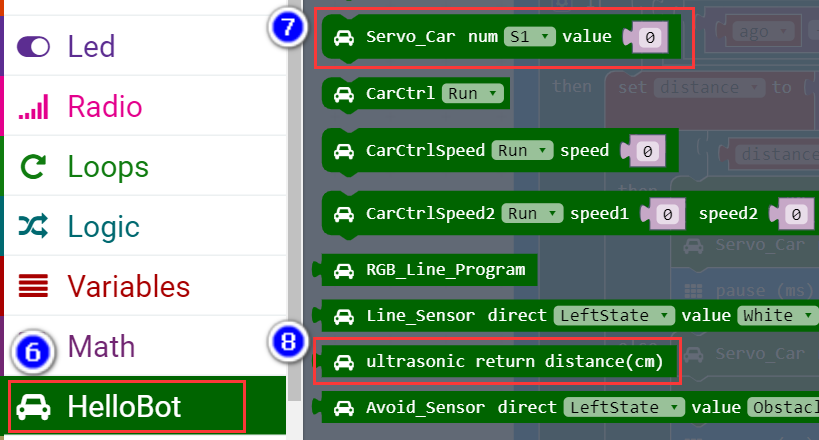 Led
Radio
Loops
Logic
Variables
6 Math
HelloBot
7 Servo_Car num S1 value 0
CarCtrl Run
CarCtrlSpeed Run speed 0
CarCtrlSpeed2 Run speed1 0 speed2 0
RGB_Line_Program
Line_Sensor direct LeftState value White
8 ultrasonic return distance(cm)
Avoid_Sensor direct LeftState value Obstacl
ago
then set distance to
distance
then
Servo_Car
pause (ms)
Servo_Car